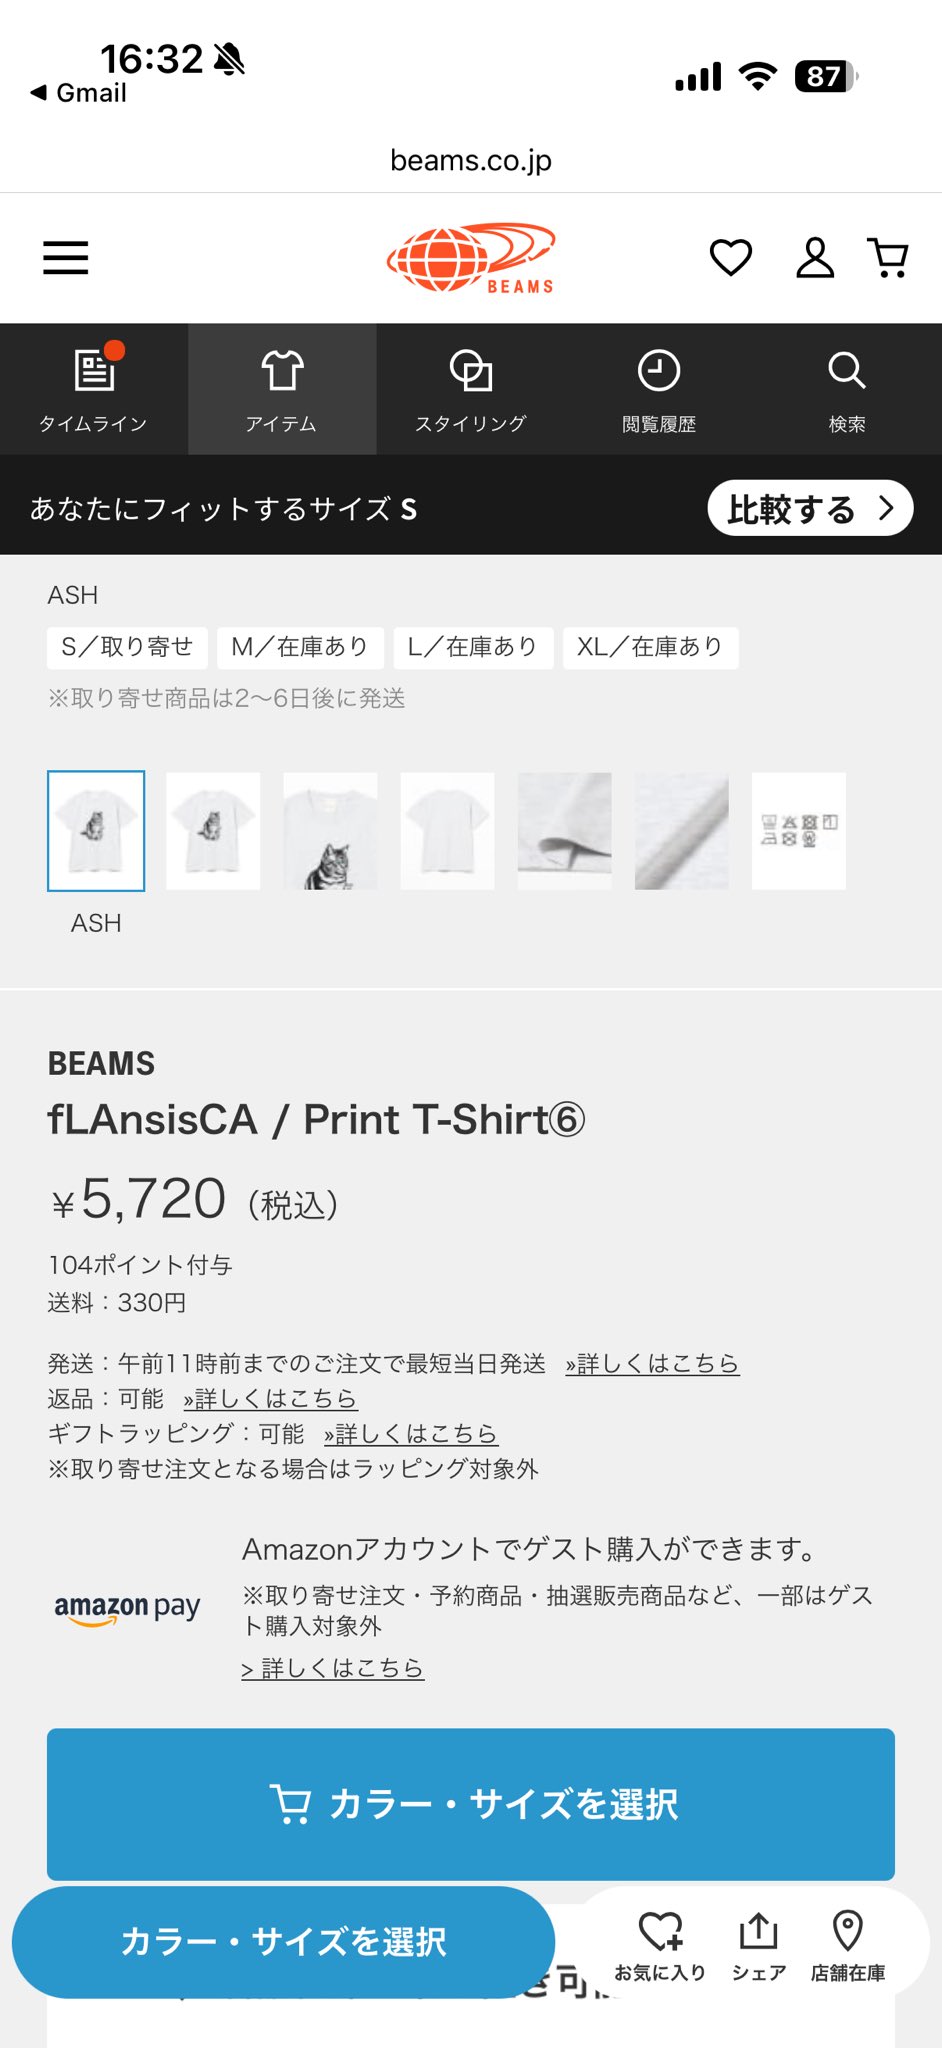 16:32
87
◀ Gmail
beams.co.jp
BEAMS
タイムライン
アイテム
スタイリング
閲覧履歴
検索
あなたにフィットするサイズ S
比較する
ASH
S／取り寄せ
M／在庫あり
L／在庫あり
XL／在庫あり
※取り寄せ商品は2〜6日後に発送
ASH
BEAMS
fLAnsisCA / Print T-Shirt⑥
￥5,720（税込）
104ポイント付与
送料：330円
発送：午前11時前までのご注文で最短当日発送 »詳しくはこちら
返品：可能 »詳しくはこちら
ギフトラッピング：可能 »詳しくはこちら
※取り寄せ注文となる場合はラッピング対象外
amazon pay
Amazonアカウントでゲスト購入ができます。
※取り寄せ注文・予約商品・抽選販売商品など、一部はゲス
ト購入対象外
> 詳しくはこちら
カラー・サイズを選択
カラー・サイズを選択
お気に入り
シェア
店舗在庫